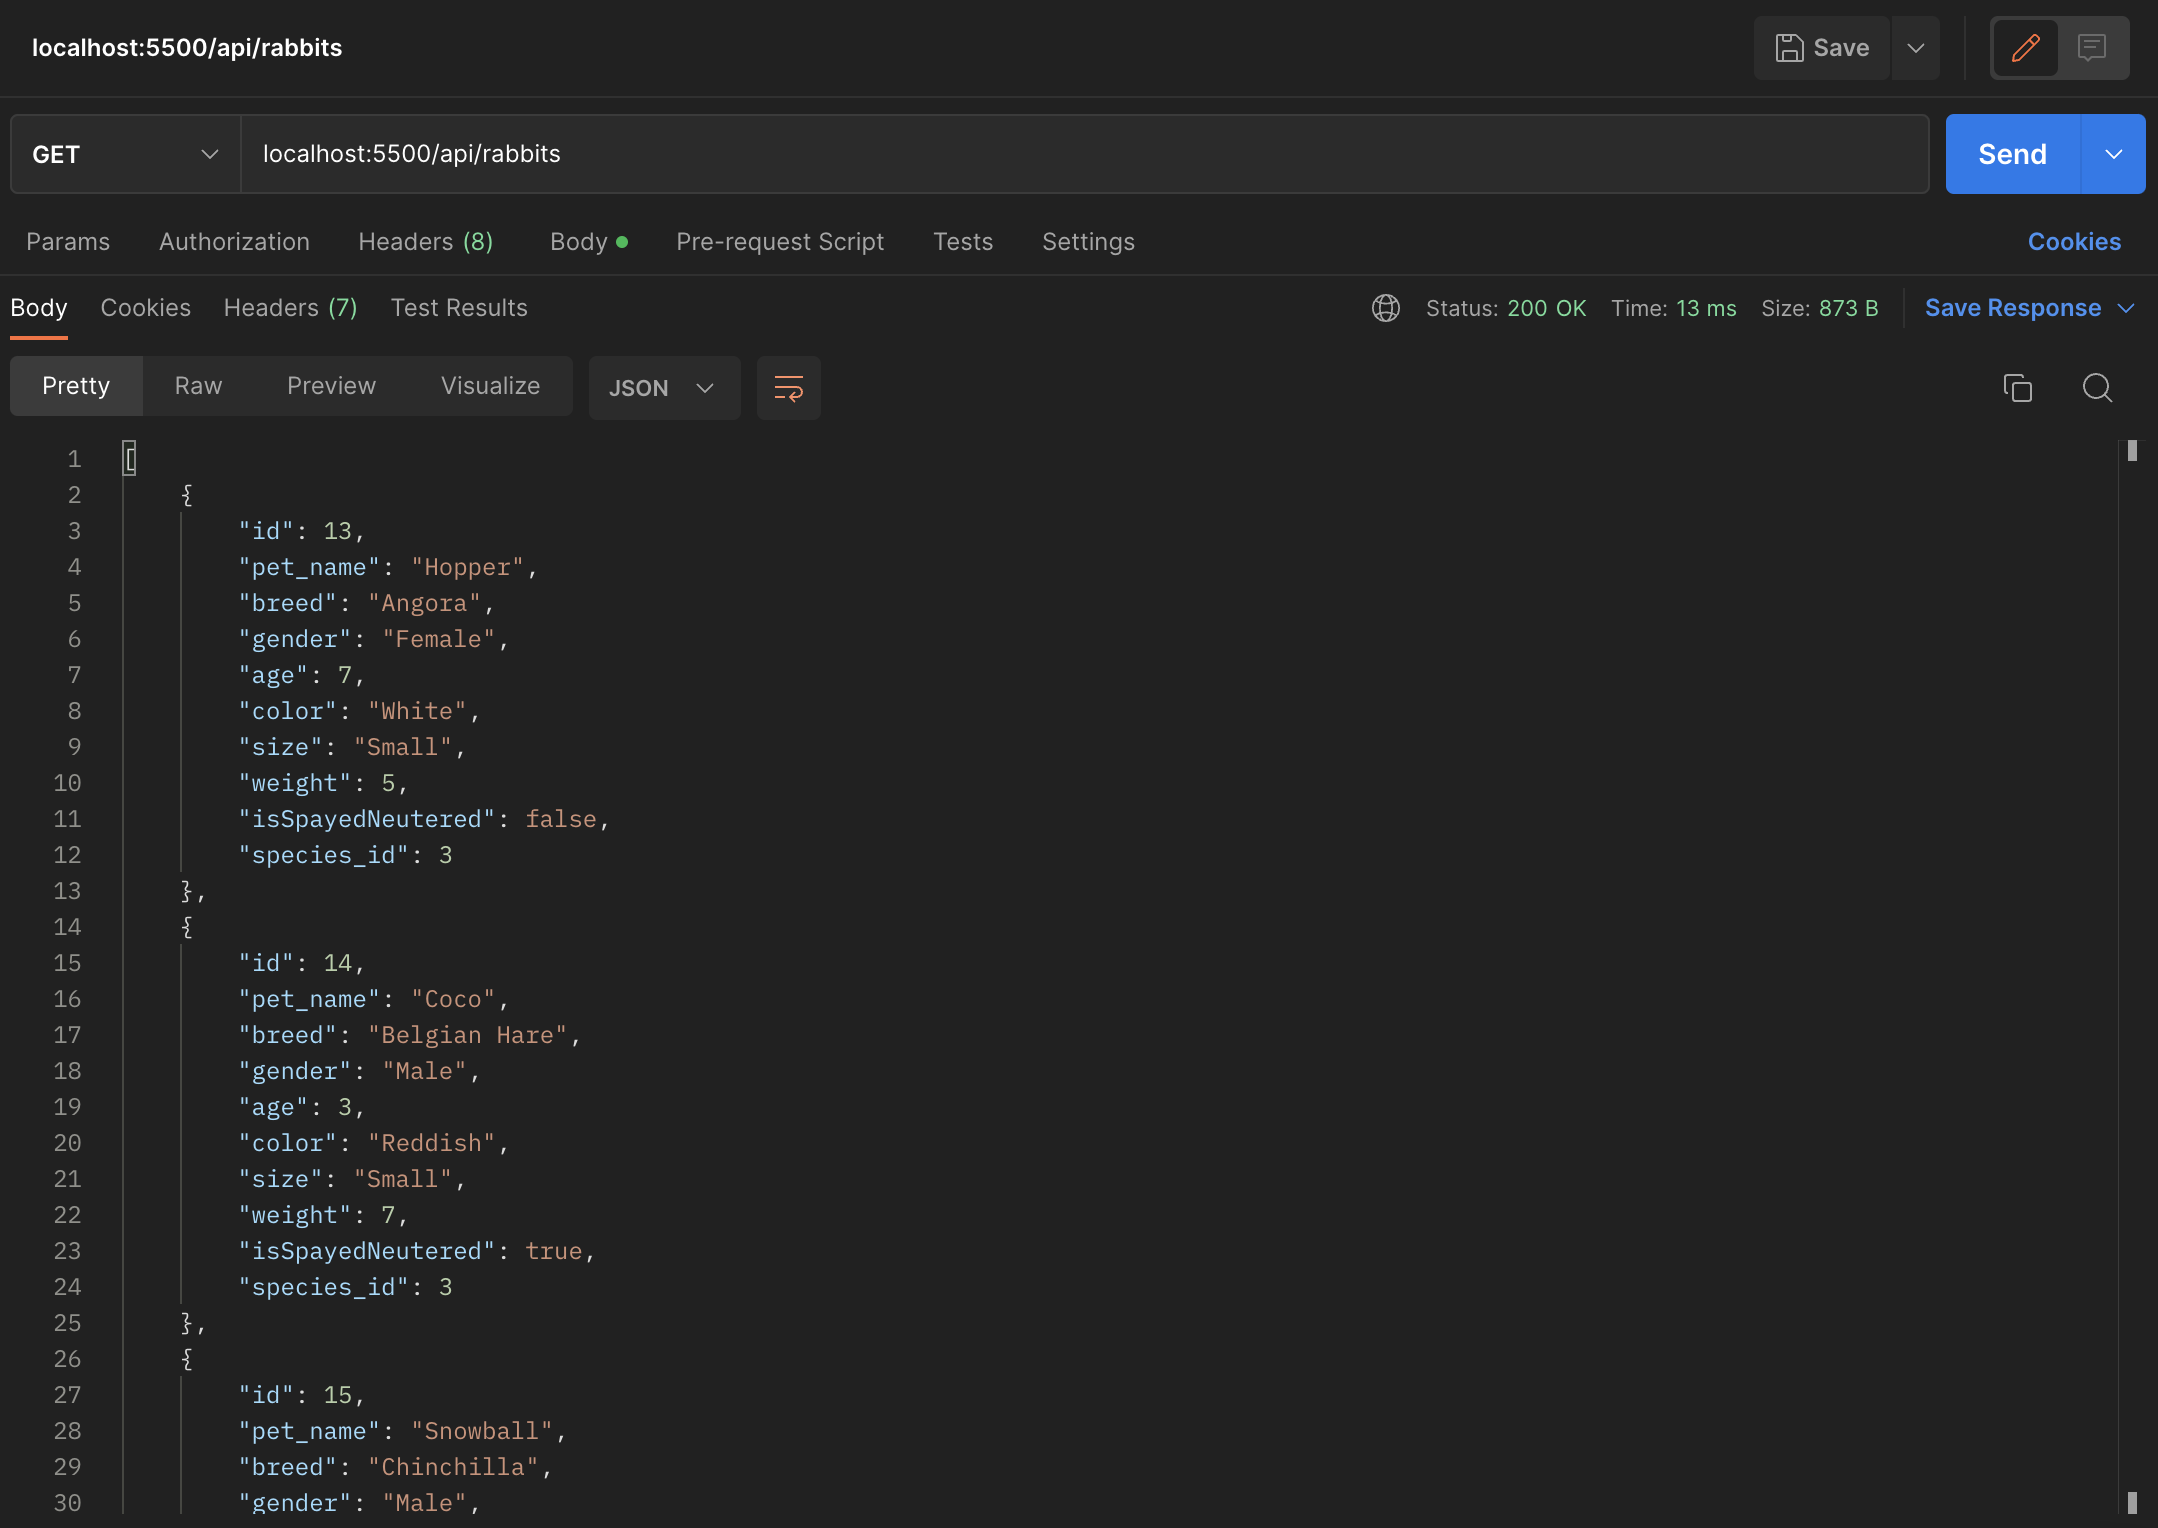 localhost:5500/api/rabbits
Save
GET
localhost:5500/api/rabbits
Send
Params Authorization Headers (8) Body Pre-request Script Tests Settings Cookies
Body Cookies Headers (7) Test Results Status: 200 OK Time: 13 ms Size: 873 B Save Response
Pretty Raw Preview Visualize JSON
1 [
2 {
3 "id": 13,
4 "pet_name": "Hopper",
5 "breed": "Angora",
6 "gender": "Female",
7 "age": 7,
8 "color": "White",
9 "size": "Small",
10 "weight": 5,
11 "isSpayedNeutered": false,
12 "species_id": 3
13 },
14 {
15 "id": 14,
16 "pet_name": "Coco",
17 "breed": "Belgian Hare",
18 "gender": "Male",
19 "age": 3,
20 "color": "Reddish",
21 "size": "Small",
22 "weight": 7,
23 "isSpayedNeutered": true,
24 "species_id": 3
25 },
26 {
27 "id": 15,
28 "pet_name": "Snowball",
29 "breed": "Chinchilla",
30 "gender": "Male",